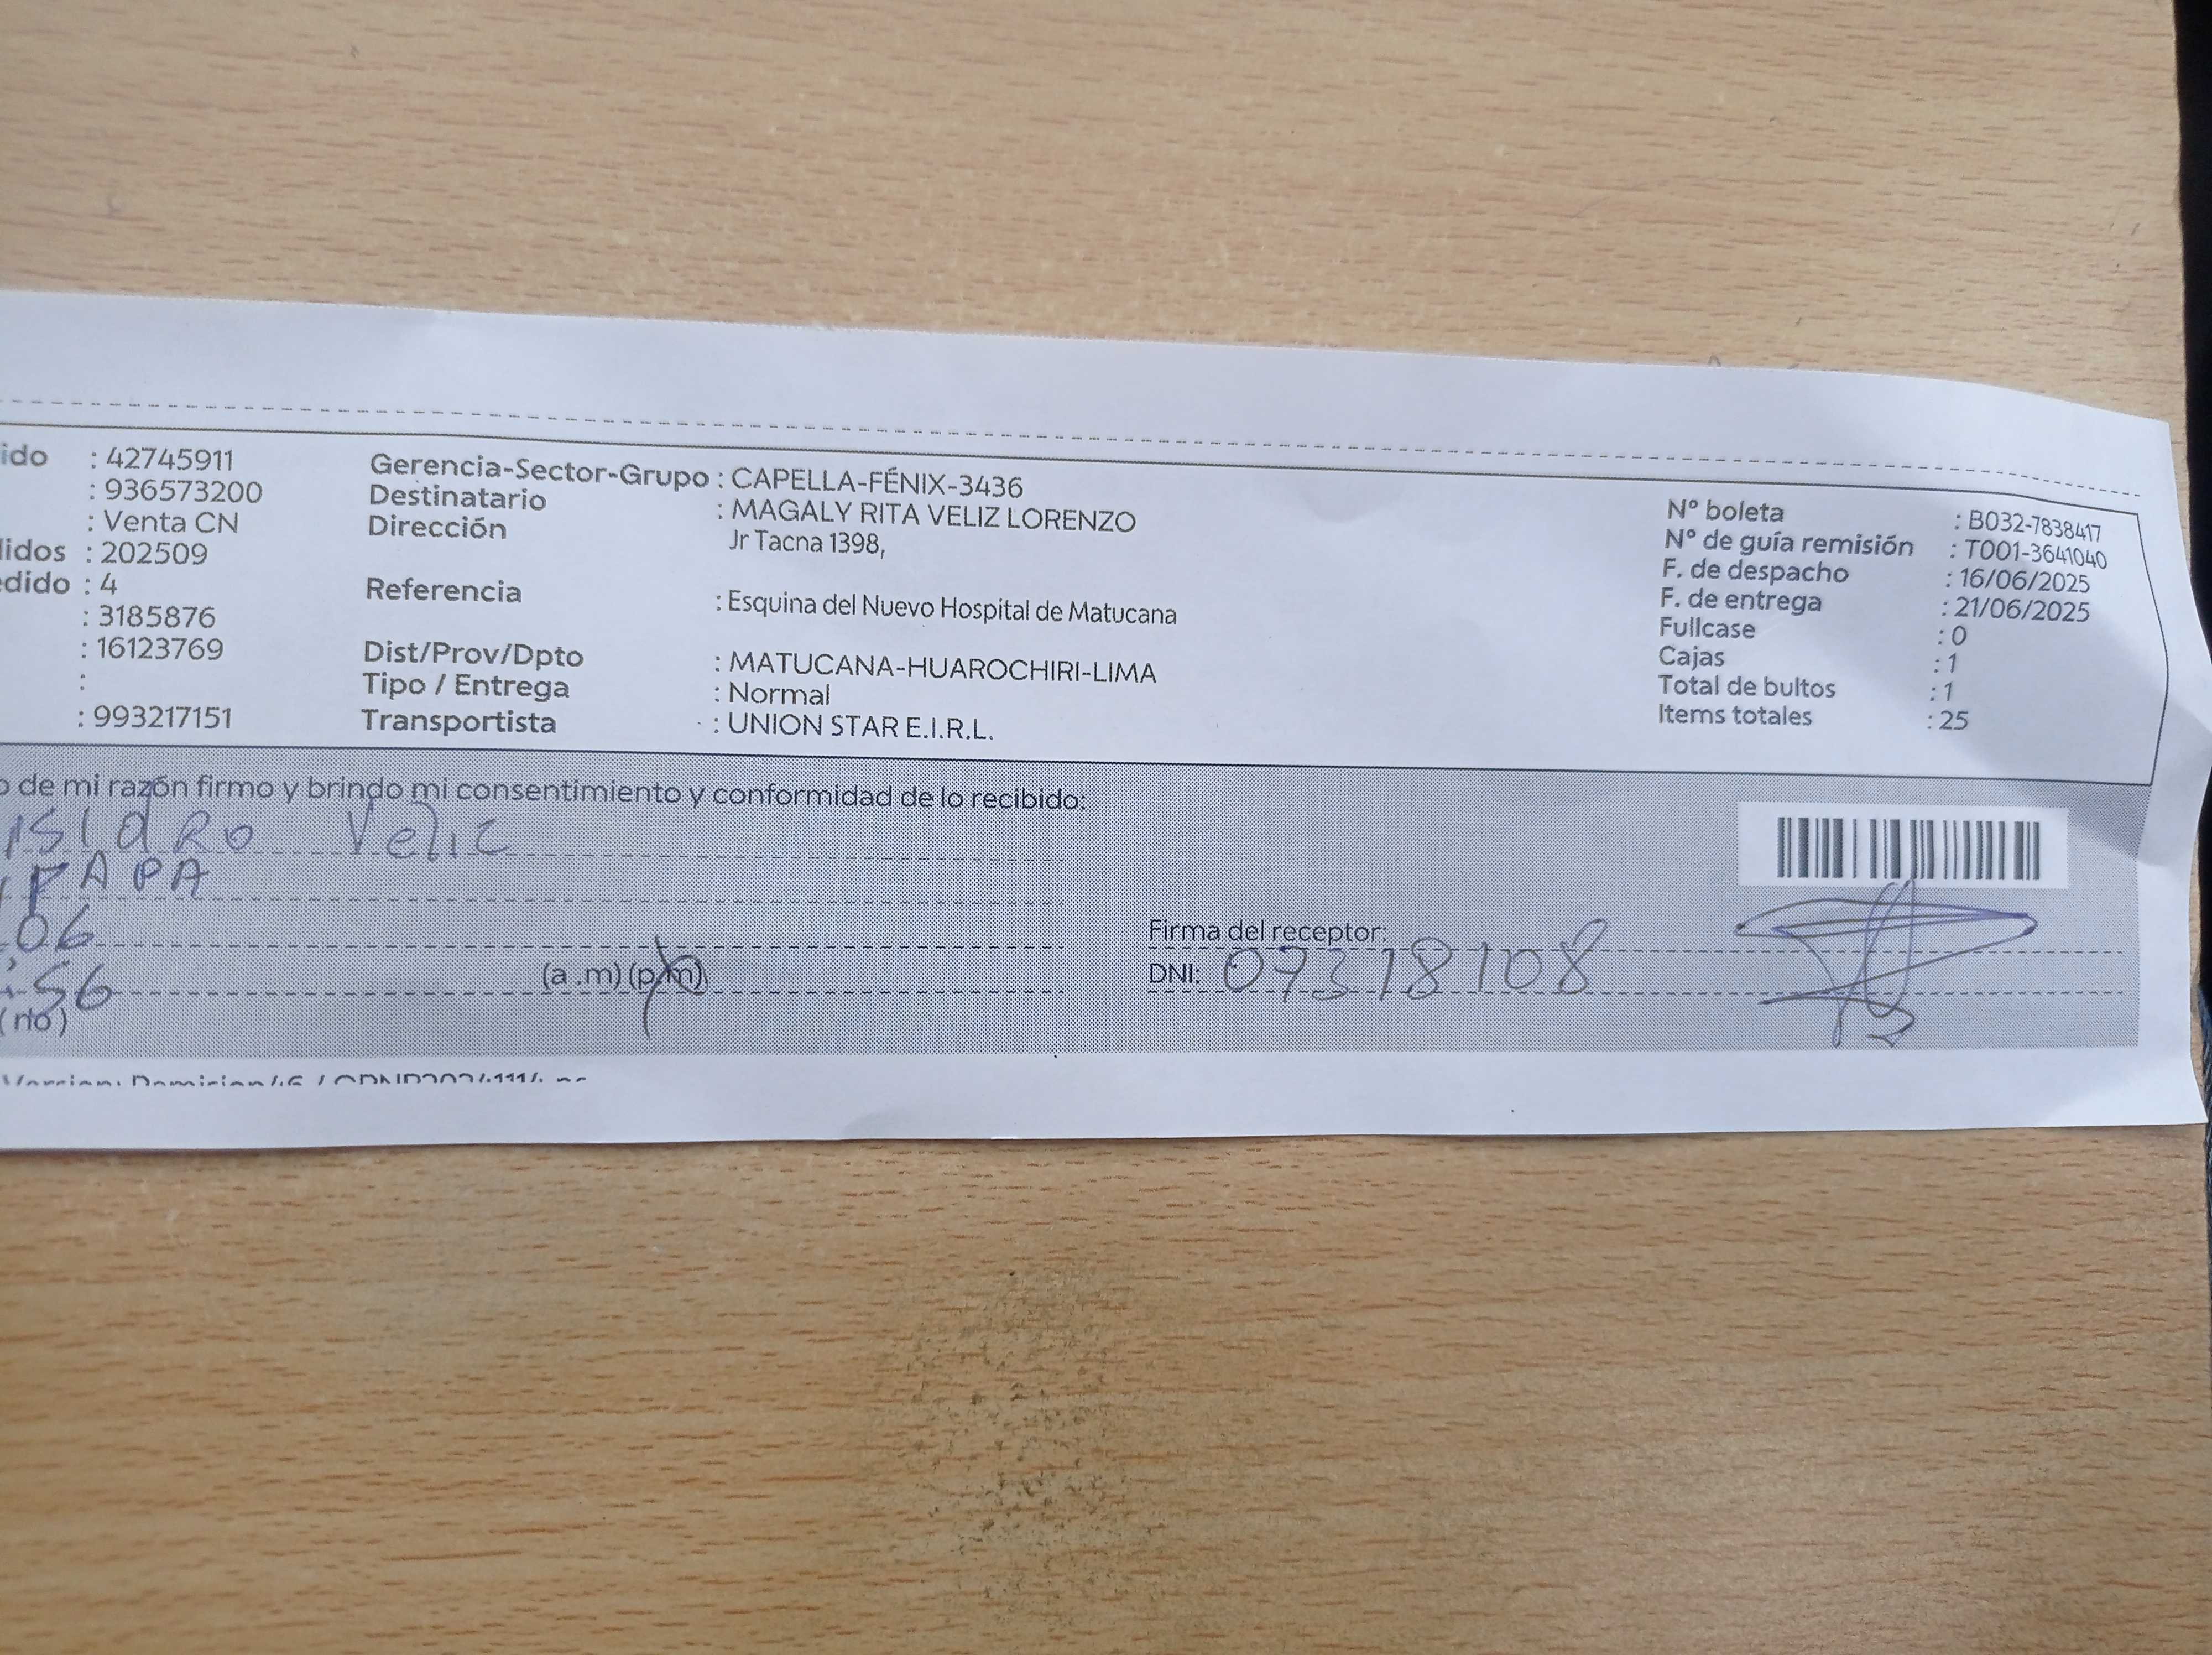 ido : 42745911
: 936573200
: Venta CN
lidos : 202509
edido : 4
: 3185876
: 16123769
:
: 993217151
Gerencia-Sector-Grupo : CAPELLA-FÉNIX-3436
Destinatario : MAGALY RITA VELIZ LORENZO
Dirección Jr Tacna 1398,
Referencia : Esquina del Nuevo Hospital de Matucana
Dist/Prov/Dpto : MATUCANA-HUAROCHIRI-LIMA
Tipo / Entrega : Normal
Transportista : UNION STAR E.I.R.L.
Nº boleta : B032-7838417
Nº de guía remisión : T001-3641040
F. de despacho : 16/06/2025
F. de entrega : 21/06/2025
Fullcase : 0
Cajas : 1
Total de bultos : 1
Items totales : 25
o de mi razón firmo y brindo mi consentimiento y conformidad de lo recibido:
ISIdRo Veliz
PAPA
06
:56 (a .m) (p.m)
(no)
Firma del receptor:
DNI: 07318108